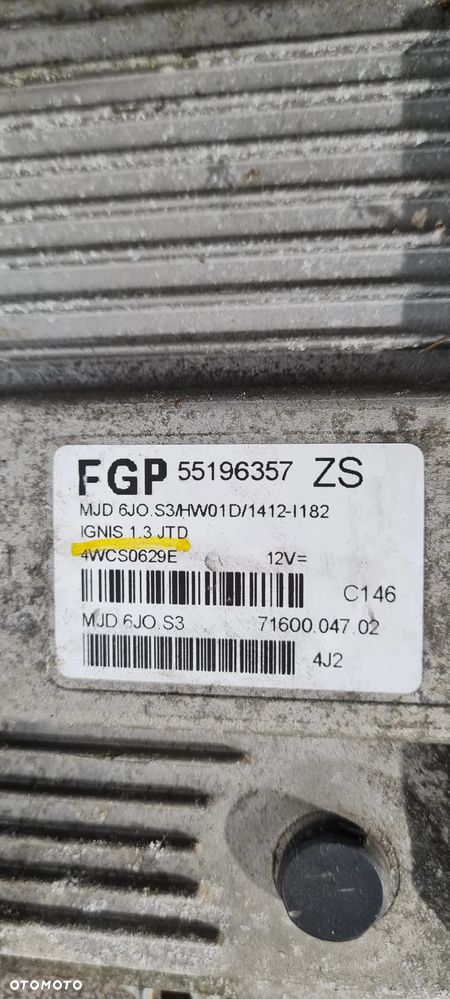 FGP 55196357 ZS
MJD 6JO.S3/HW01D/1412-I182
IGNIS 1.3 JTD
4WCS0629E 12V=
C146
MJD 6JO.S3 71600.047.02
4J2
OTOMOTO